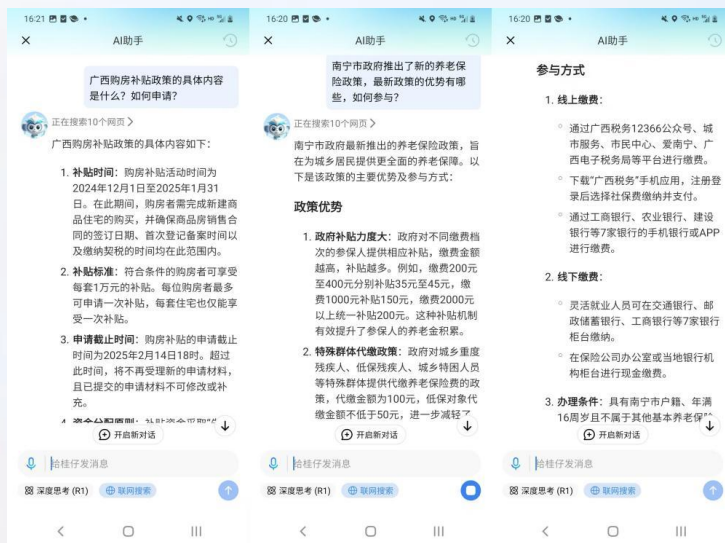 16:21
AI助手
广西购房补贴政策的具体内容
是什么？如何申请？
正在搜索10个网页 >
广西购房补贴政策的具体内容如下：
1. 补贴时间：购房补贴活动时间为
2024年12月1日至2025年1月31
日。在此期间，购房者需完成新建商
品住宅的购买，并确保商品房销售合
同的签订日期、首次登记备案时间以
及缴纳契税的时间均在此范围内。
2. 补贴标准：符合条件的购房者可享受
每套1万元的补贴。每位购房者最多
可申请一次补贴，每套住宅也仅能享
受一次补贴。
3. 申请截止时间：购房补贴的申请截止
时间为2025年2月14日18时。超过
此时间，将不再受理新的申请材料，
且已提交的申请材料不可修改或补
充。
开启新对话
给桂仔发消息
深度思考 (R1)
联网搜索
16:20
AI助手
南宁市政府推出了新的养老保
险政策，最新政策的优势有哪
些，如何参与？
正在搜索10个网页 >
南宁市政府最新推出的养老保险政策，旨
在为城乡居民提供更全面的养老保障。以
下是该政策的主要优势及参与方式：
政策优势
1. 政府补贴力度大：政府对不同缴费档
次的参保人提供相应补贴，缴费金额
越高，补贴越多。例如，缴费200元
至400元分别补贴35元至45元，缴
费1000元补贴150元，缴费2000元
以上统一补贴200元。这种补贴机制
有效提升了参保人的养老金积累。
2. 特殊群体代缴政策：政府对城乡重度
残疾人、低保残疾人、城乡特困人员
等特殊群体提供代缴养老保险费的政
策，代缴金额为100元，低保对象代
缴金额不低于50元，进一步减轻了
开启新对话
给桂仔发消息
深度思考 (R1)
联网搜索
16:20
AI助手
参与方式
1. 线上缴费：
通过广西税务12366公众号、城
市服务、市民中心、爱南宁、广
西电子税务局等平台进行缴费。
下载“广西税务”手机应用，注册登
录后选择社保费缴纳并支付。
通过工商银行、农业银行、建设
银行等7家银行的手机银行或APP
进行缴费。
2. 线下缴费：
灵活就业人员可在交通银行、邮
政储蓄银行、工商银行等7家银行
柜台缴纳。
在保险公司办公室或当地银行机
构柜台进行现金缴费。
3. 办理条件：具有南宁市户籍、年满
16周岁且不属于其他基本养老保险
开启新对话
给桂仔发消息
深度思考 (R1)
联网搜索